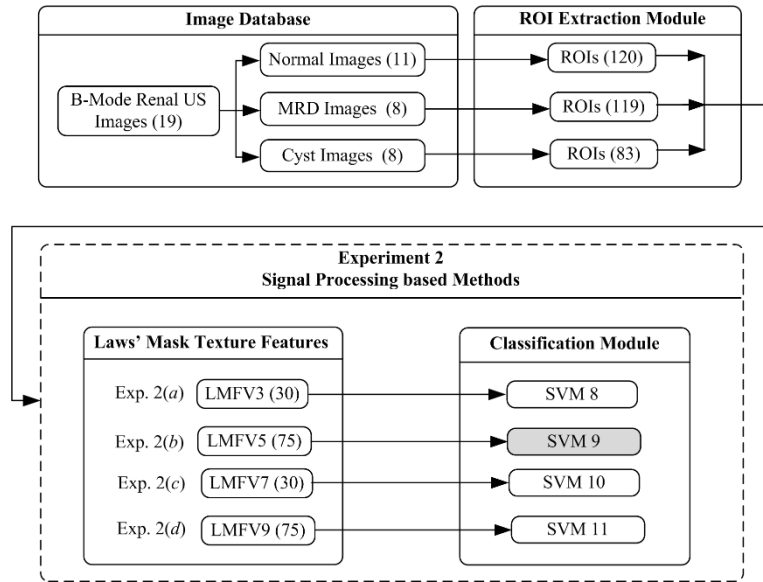 Image Database
ROI Extraction Module
Normal Images (11)
ROIs (120)
B-Mode Renal US
Images (19)
MRD Images (8)
ROIs (119)
Cyst Images (8)
ROIs (83)
Experiment 2
Signal Processing based Methods
Laws’ Mask Texture Features
Classification Module
Exp. 2(a) LMFV3 (30) SVM 8
Exp. 2(b) LMFV5 (75) SVM 9
Exp. 2(c) LMFV7 (30) SVM 10
Exp. 2(d) LMFV9 (75) SVM 11